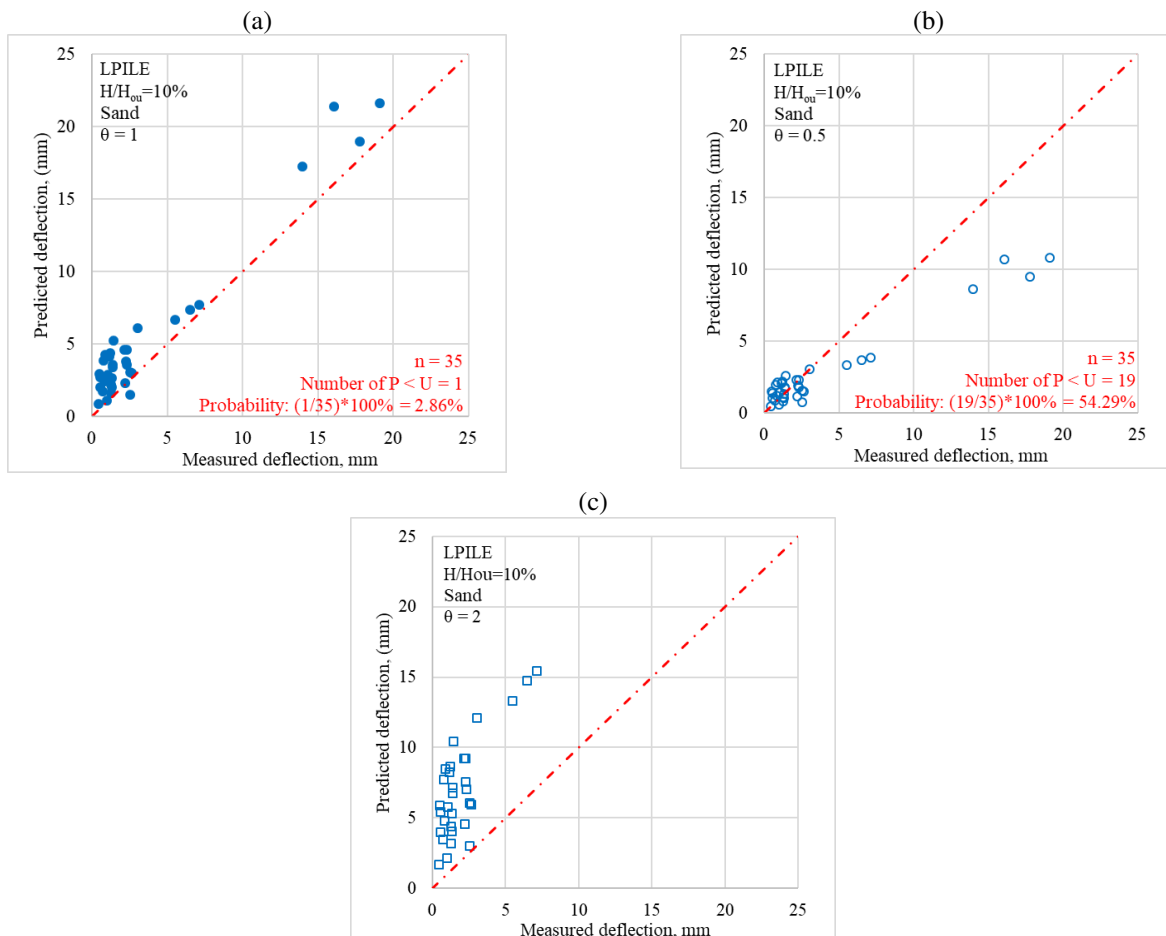 (a)
25
20
15
10
5
0
Predicted deflection, (mm)
LPILE
H/Hₒᵤ=10%
Sand
θ = 1
n = 35
Number of P < U = 1
Probability: (1/35)*100% = 2.86%
0 5 10 15 20 25
Measured deflection, mm
(b)
25
20
15
10
5
0
Predicted deflection, (mm)
LPILE
H/Hₒᵤ=10%
Sand
θ = 0.5
n = 35
Number of P < U = 19
Probability: (19/35)*100% = 54.29%
0 5 10 15 20 25
Measured deflection, mm
(c)
25
20
15
10
5
0
Predicted deflection, (mm)
LPILE
H/Hou=10%
Sand
θ = 2
0 5 10 15 20 25
Measured deflection, mm